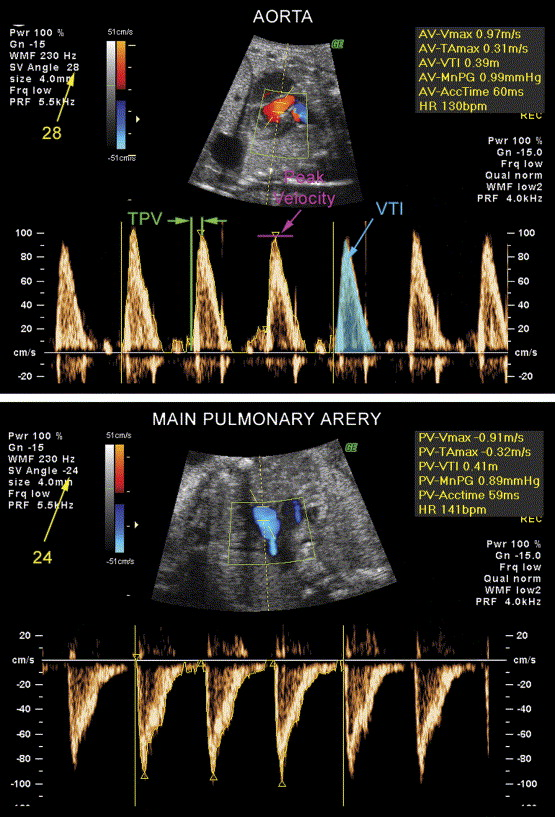 AORTA
Pwr 100 %
Gn -15
WMF 230 Hz
SV Angle 28
size 4.0mm
Frq low
PRF 5.5kHz
28
51cm/s
-51cm/s
GE
AV-Vmax 0.97m/s
AV-TAmax 0.31m/s
AV-VTI 0.39m
AV-MnPG 0.99mmHg
AV-AccTime 60ms
HR 130bpm
REC
Pwr 100 %
Gn -15.0
Frq low
Qual norm
WMF low2
PRF 4.0kHz
TPV
Peak
Velocity
VTI
100
80
60
40
20
cm/s
-20
100
80
60
40
20
cm/s
-20
MAIN PULMONARY ARERY
Pwr 100 %
Gn -15
WMF 230 Hz
SV Angle -24
size 4.0mm
Frq low
PRF 5.5kHz
24
51cm/s
-51cm/s
GE
PV-Vmax -0.91m/s
PV-TAmax -0.32m/s
PV-VTI 0.41m
PV-MnPG 0.89mmHg
PV-Acctime 59ms
HR 141bpm
REC
Pwr 100 %
Gn -15.0
Frq low
Qual norm
WMF low2
PRF 4.0kHz
20
cm/s
-20
-40
-60
-80
-100
20
cm/s
-20
-40
-60
-80
-100